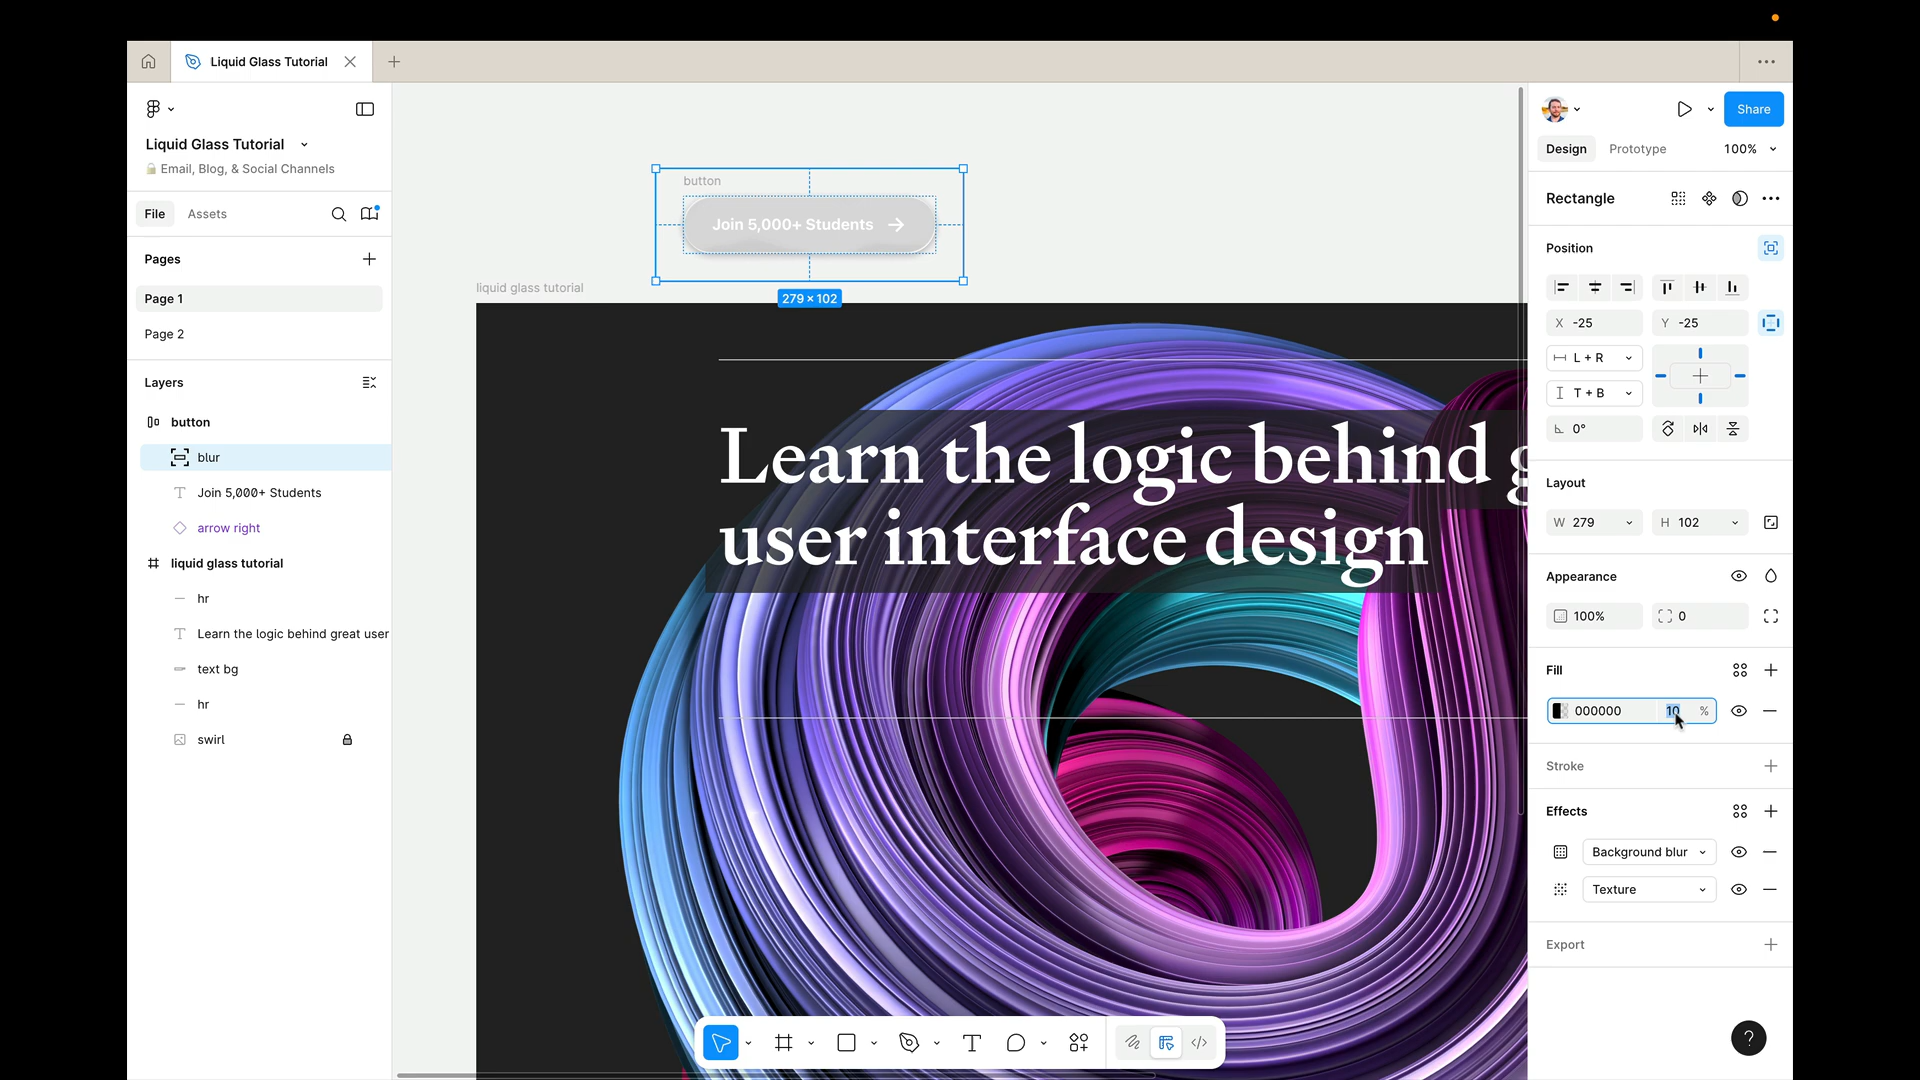 Liquid Glass Tutorial
Liquid Glass Tutorial
Email, Blog, & Social Channels
File
Assets
Pages
Page 1
Page 2
Layers
button
blur
Join 5,000+ Students
arrow right
liquid glass tutorial
hr
Learn the logic behind great user
text bg
hr
swirl
button
Join 5,000+ Students
279 × 102
liquid glass tutorial
Learn the logic behind g
user interface design
Share
Design
Prototype
100%
Rectangle
Position
X -25
Y -25
L + R
T + B
0°
Layout
W 279
H 102
Appearance
100%
0
Fill
000000
10 %
Stroke
Effects
Background blur
Texture
Export
?